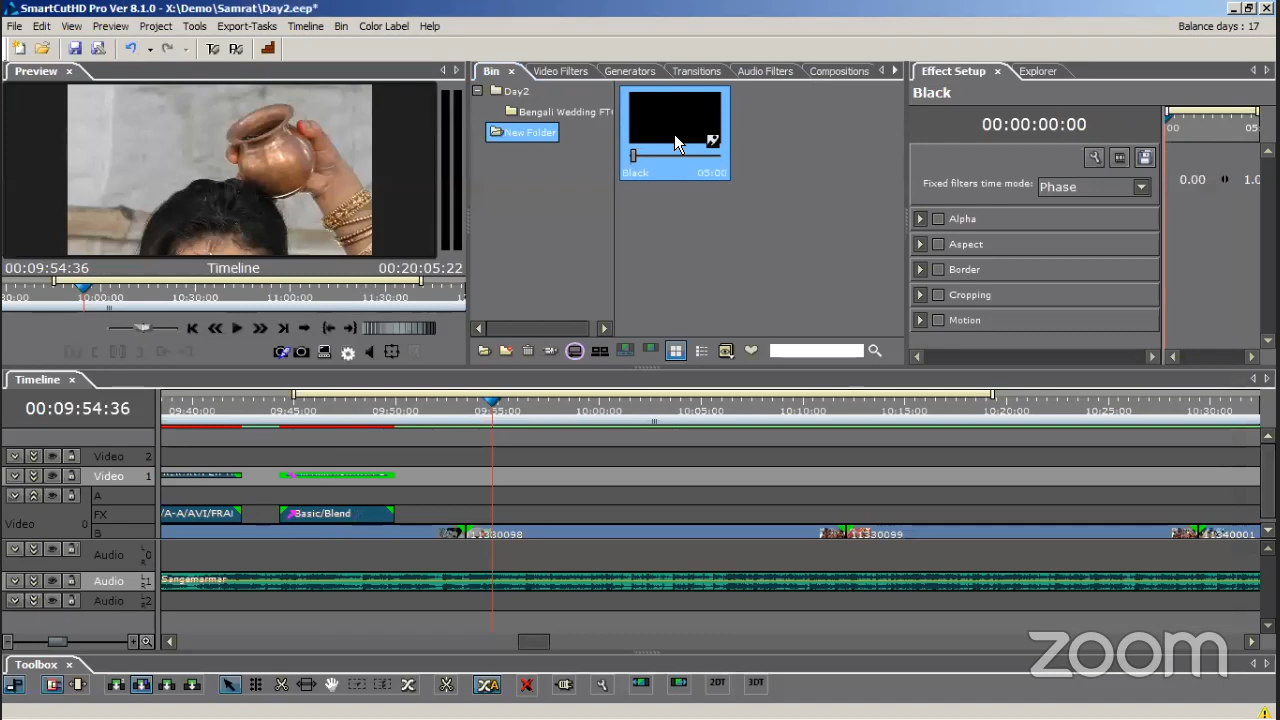 SmartCutHD Pro Ver 8.1.0 - X:\Demo\Samrat\Day2.eep*
File Edit View Preview Project Tools Export-Tasks Timeline Bin Color Label Help
Balance days : 17
Preview
00:09:54:36 Timeline 00:20:05:22
10:00:00 10:30:00 11:00:00 11:30:00
Bin Video Filters Generators Transitions Audio Filters Compositions
Day2
Bengali Wedding FT
New Folder
Black 05:00
Effect Setup Explorer
Black
00:00:00:00
Fixed filters time mode: Phase
0.00
Alpha
Aspect
Border
Cropping
Motion
Timeline
00:09:54:36
09:40:00 09:45:00 09:50:00 09:55:00 10:00:00 10:05:00 10:10:00 10:15:00 10:20:00 10:25:00 10:30:00
Video 2
Video 1
A
FX /A-A/AVI/FRAI Basic/Blend
Video 0
B 11330098 11330099 11340001
Audio 0
Audio 1 Sangamarmar
Audio 2
zoom
Toolbox
2DT 3DT